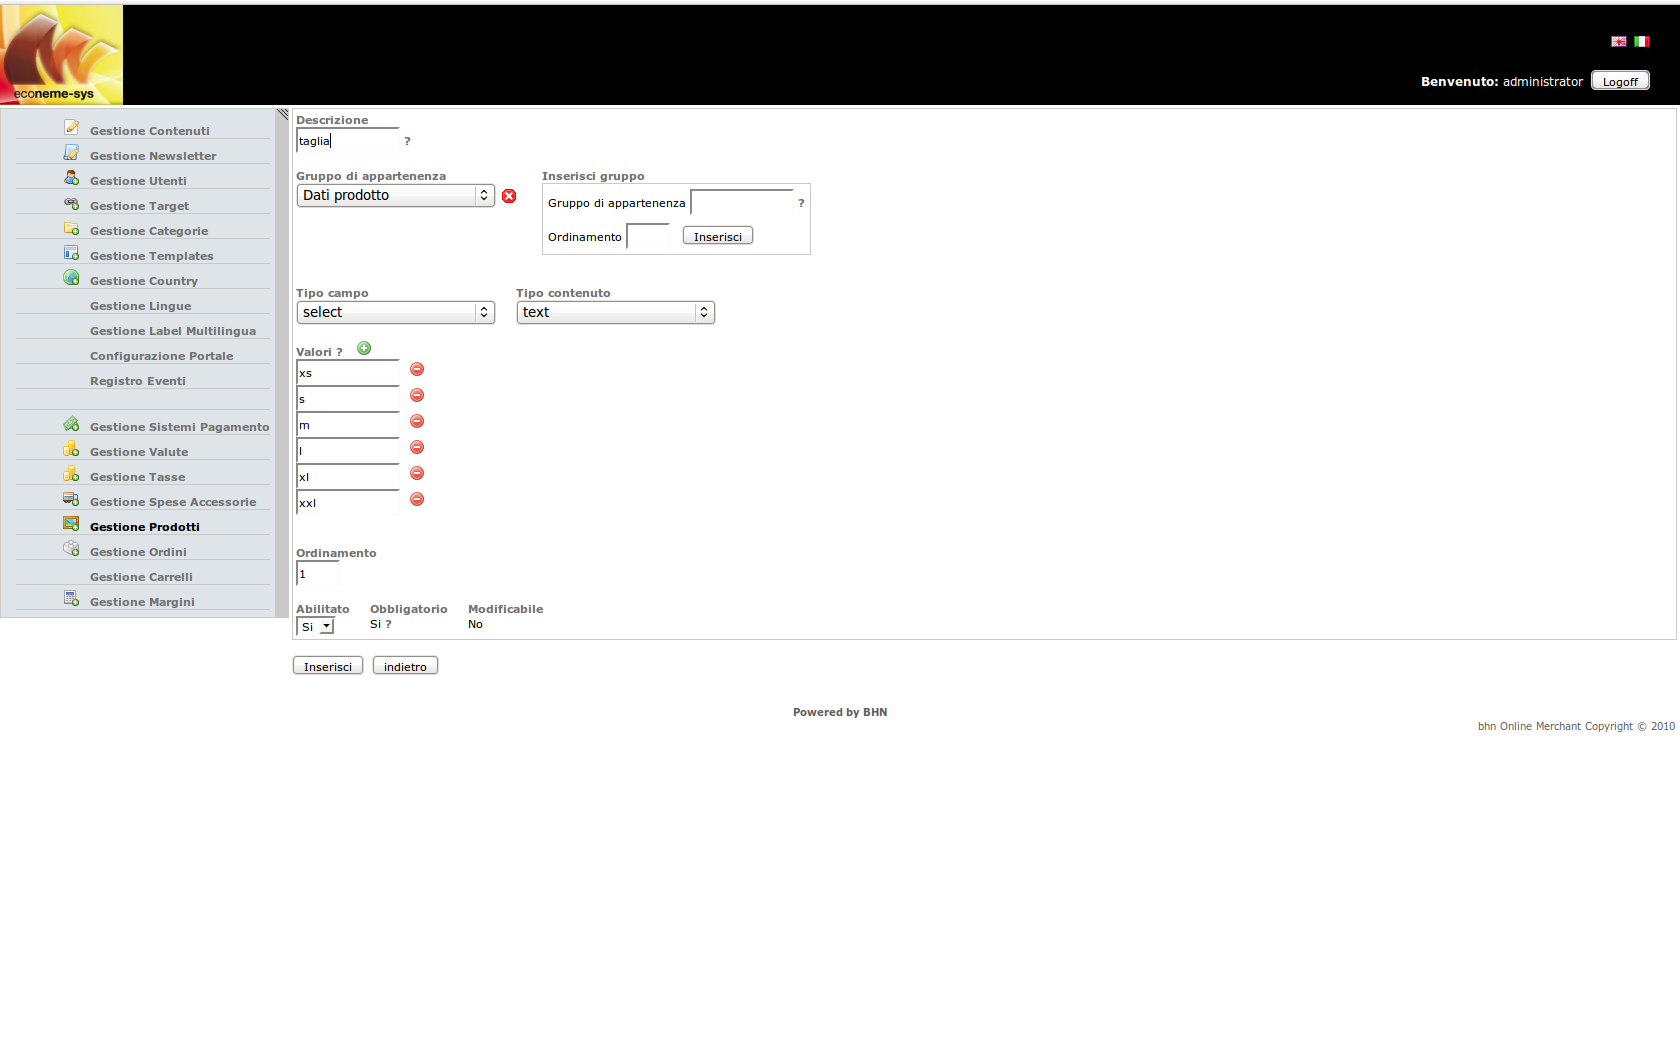 econeme-sys
Benvenuto: administrator Logoff
Gestione Contenuti
Gestione Newsletter
Gestione Utenti
Gestione Target
Gestione Categorie
Gestione Templates
Gestione Country
Gestione Lingue
Gestione Label Multilingua
Configurazione Portale
Registro Eventi
Gestione Sistemi Pagamento
Gestione Valute
Gestione Tasse
Gestione Spese Accessorie
Gestione Prodotti
Gestione Ordini
Gestione Carrelli
Gestione Margini
Descrizione
taglia ?
Gruppo di appartenenza
Dati prodotto
Inserisci gruppo
Gruppo di appartenenza ?
Ordinamento Inserisci
Tipo campo Tipo contenuto
select text
Valori ?
xs
s
m
l
xl
xxl
Ordinamento
1
Abilitato Obbligatorio Modificabile
Si Si ? No
Inserisci indietro
Powered by BHN
bhn Online Merchant Copyright © 2010